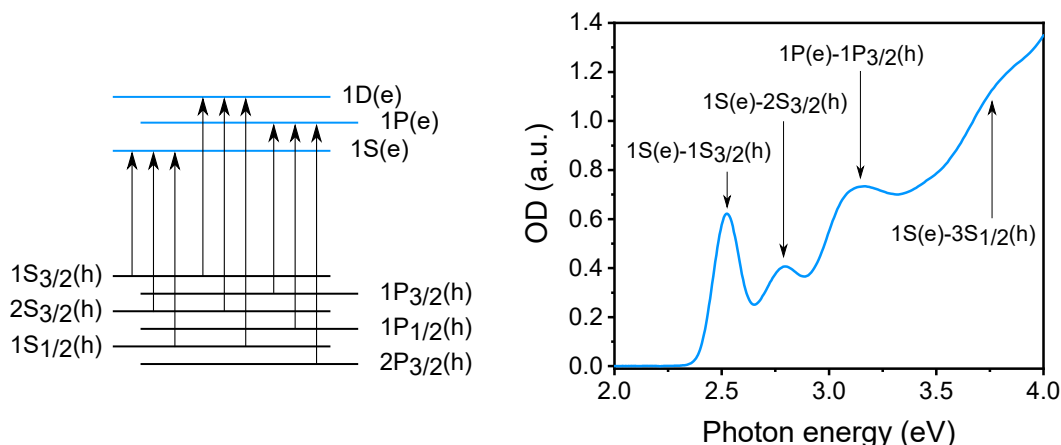 1D(e)
1P(e)
1S(e)
1S3/2(h)
1P3/2(h)
2S3/2(h)
1P1/2(h)
1S1/2(h)
2P3/2(h)
OD (a.u.)
1.4
1.2
1.0
0.8
0.6
0.4
0.2
0.0
1P(e)-1P3/2(h)
1S(e)-2S3/2(h)
1S(e)-1S3/2(h)
1S(e)-3S1/2(h)
2.0 2.5 3.0 3.5 4.0
Photon energy (eV)